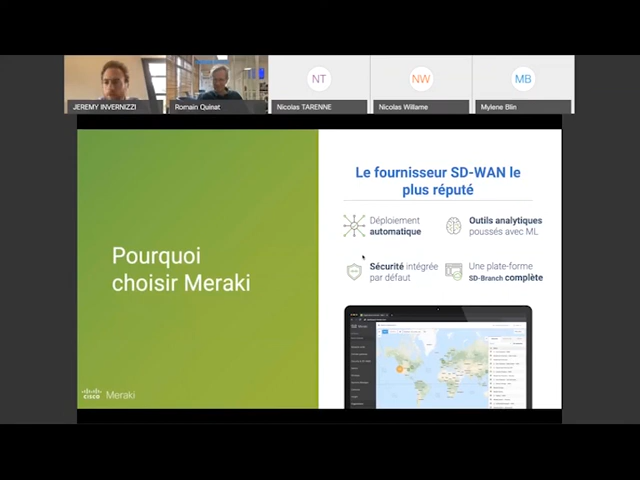 NT
NW
MB
JEREMY INVERNIZZI
Romain Quinat
Nicolas TARENNE
Nicolas Willame
Mylene Blin
Pourquoi
choisir Meraki
CISCO Meraki
Le fournisseur SD-WAN le
plus réputé
Déploiement
automatique
Outils analytiques
poussés avec ML
Sécurité intégrée
par défaut
Une plate-forme
SD-Branch complète